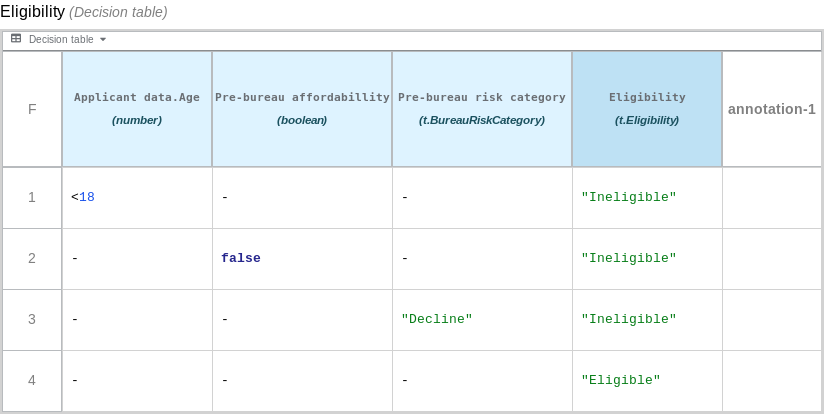 Eligibility (Decision table)
Decision table
F Applicant data.Age (number) Pre-bureau affordabillity (boolean) Pre-bureau risk category (t.BureauRiskCategory) Eligibility (t.Eligibility) annotation-1
1 <18 - - "Ineligible"
2 - false - "Ineligible"
3 - - "Decline" "Ineligible"
4 - - - "Eligible"